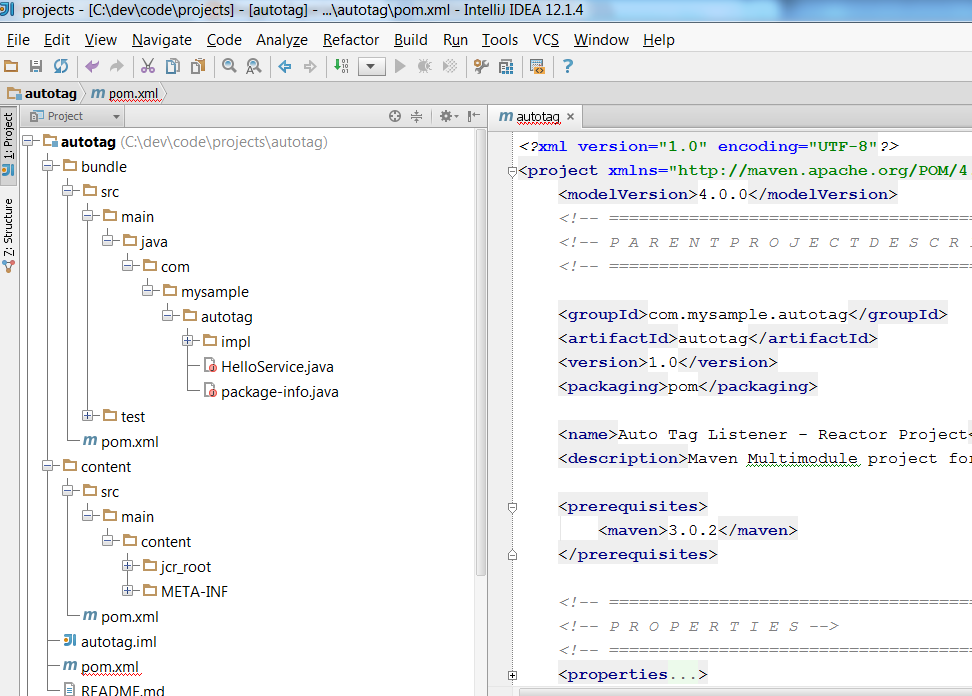 projects - [C:\dev\code\projects] - [autotag] - ...\autotag\pom.xml - IntelliJ IDEA 12.1.4
File Edit View Navigate Code Analyze Refactor Build Run Tools VCS Window Help
autotag pom.xml
1: Project
Z: Structure
Project
autotag (C:\dev\code\projects\autotag)
bundle
src
main
java
com
mysample
autotag
impl
HelloService.java
package-info.java
test
pom.xml
content
src
main
content
jcr_root
META-INF
pom.xml
autotag.iml
pom.xml
README.md
autotag
<?xml version="1.0" encoding="UTF-8"?>
<project xmlns="http://maven.apache.org/POM/4
<modelVersion>4.0.0</modelVersion>
<!-- =====================================
<!-- P A R E N T P R O J E C T D E S C R
<!-- =====================================
<groupId>com.mysample.autotag</groupId>
<artifactId>autotag</artifactId>
<version>1.0</version>
<packaging>pom</packaging>
<name>Auto Tag Listener - Reactor Project<
<description>Maven Multimodule project for
<prerequisites>
<maven>3.0.2</maven>
</prerequisites>
<!-- =====================================
<!-- P R O P E R T I E S -->
<!-- =====================================
<properties...>